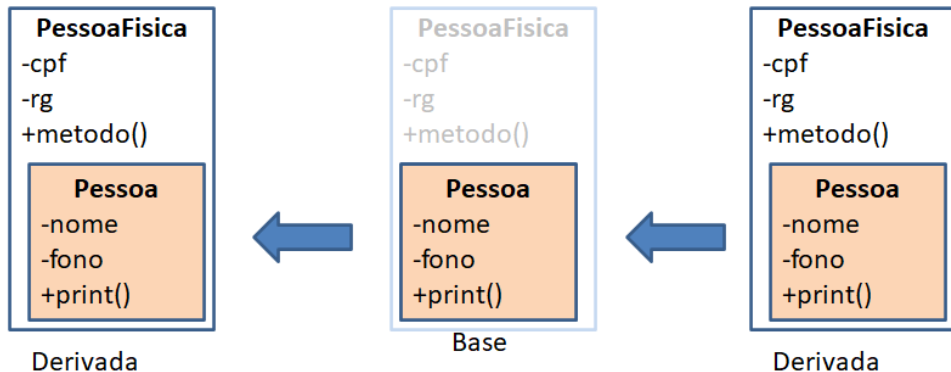 PessoaFisica
-cpf
-rg
+metodo()
Pessoa
-nome
-fono
+print()
Derivada
PessoaFisica
-cpf
-rg
+metodo()
Pessoa
-nome
-fono
+print()
Base
PessoaFisica
-cpf
-rg
+metodo()
Pessoa
-nome
-fono
+print()
Derivada